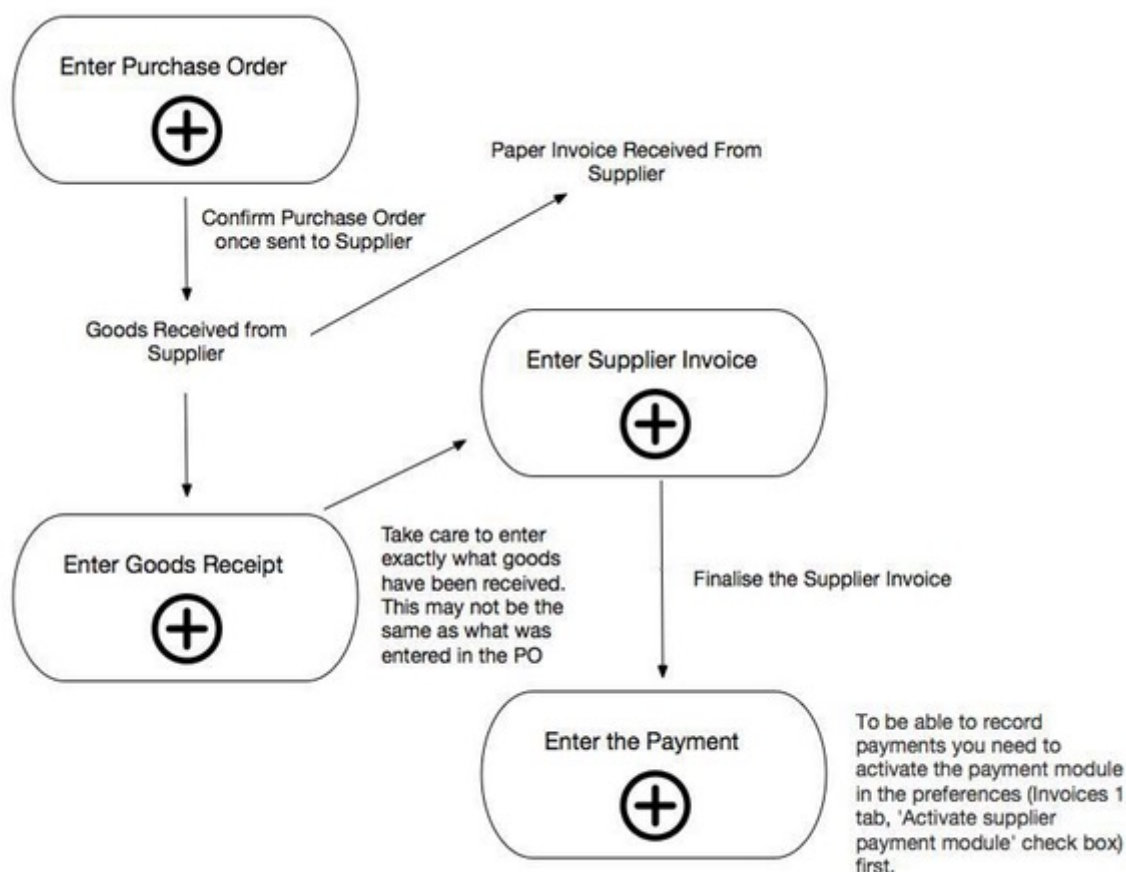 Enter Purchase Order
Paper Invoice Received From
Supplier
Confirm Purchase Order
once sent to Supplier
Goods Received from
Supplier
Enter Supplier Invoice
Enter Goods Receipt
Take care to enter
exactly what goods
have been received.
This may not be the
same as what was
entered in the PO
Finalise the Supplier Invoice
Enter the Payment
To be able to record
payments you need to
activate the payment module
in the preferences (Invoices 1
tab, 'Activate supplier
payment module' check box)
first.